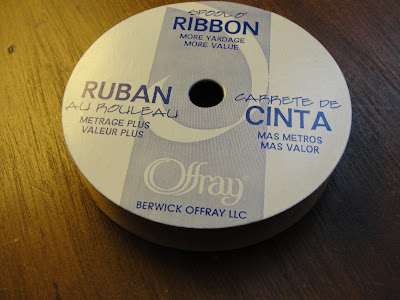 SPOOL O'
RIBBON
MORE YARDAGE
MORE VALUE
RUBAN
AU ROULEAU
METRAGE PLUS
VALEUR PLUS
CARRETE DE
CINTA
MAS METROS
MAS VALOR
Offray
BERWICK OFFRAY LLC